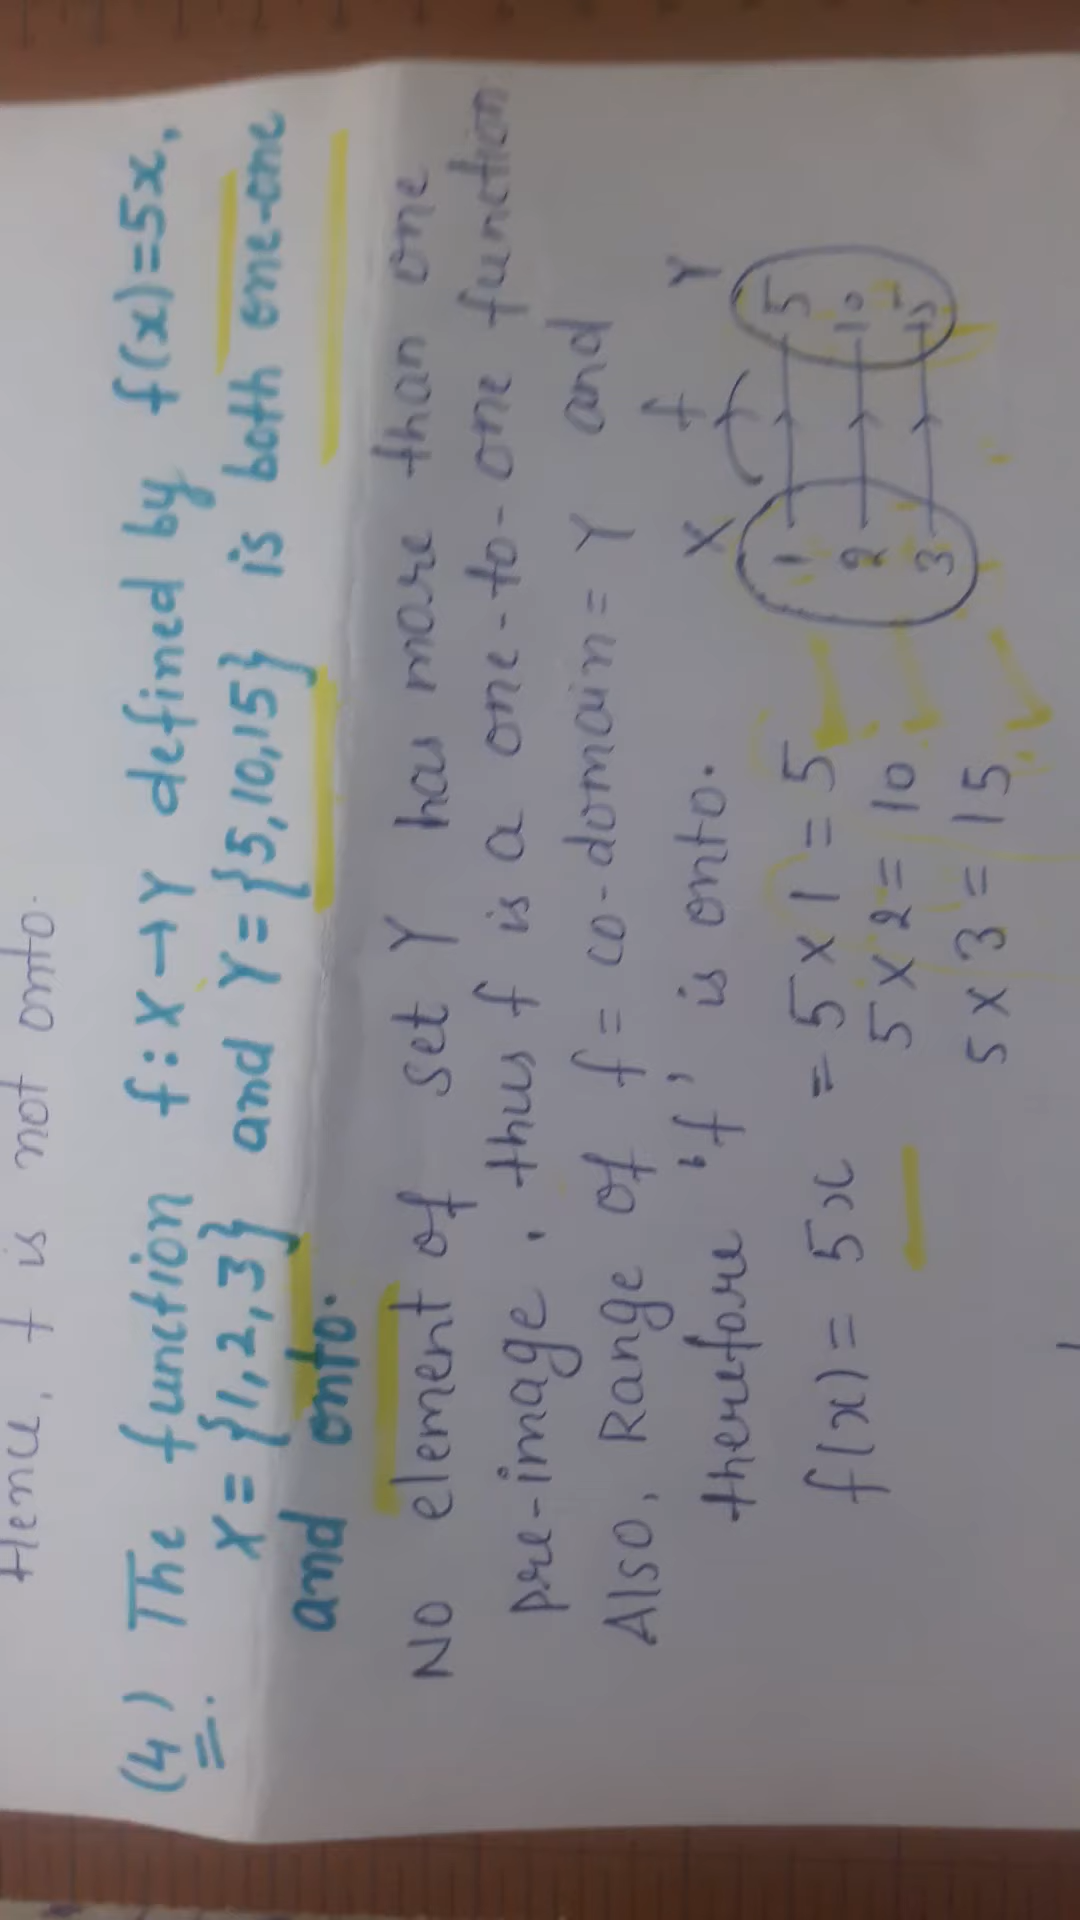 Hence, f is not onto.
(4) The function f : X → Y defined by f(x)=5x,
X = {1,2,3} and Y = {5,10,15} is both one-one
and onto.
No element of set Y has more than one
pre-image, thus f is a one-to-one function
Also, Range of f = co-domain = Y and
therefore 'f' is onto.
X f Y
1 5
2 10
3 15
f(x) = 5x = 5 x 1 = 5
5 x 2 = 10
5 x 3 = 15